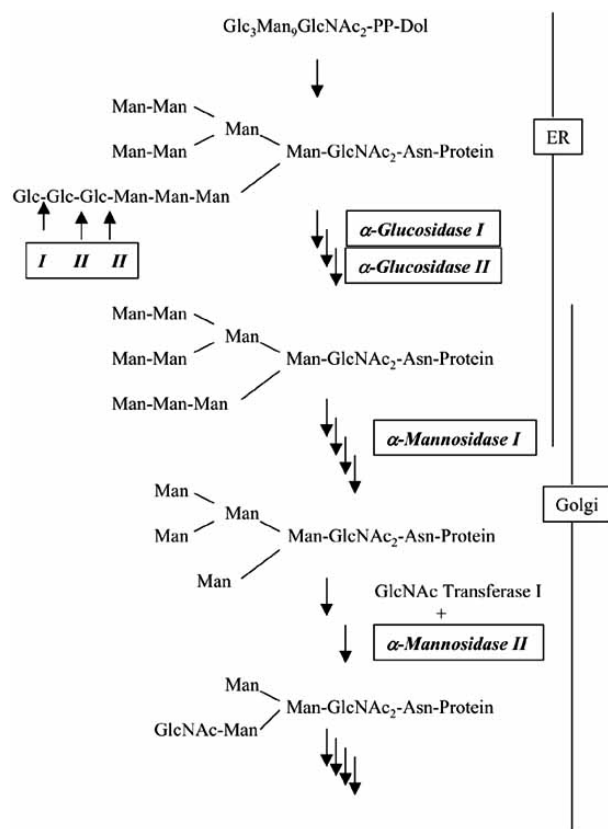 Glc₃Man₉GlcNAc₂-PP-Dol
Man-Man
Man
Man-Man
Man-GlcNAc₂-Asn-Protein
ER
Glc-Glc-Glc-Man-Man-Man
I II II
α-Glucosidase I
α-Glucosidase II
Man-Man
Man
Man-Man
Man-GlcNAc₂-Asn-Protein
Man-Man-Man
α-Mannosidase I
Golgi
Man
Man
Man
Man-GlcNAc₂-Asn-Protein
Man
GlcNAc Transferase I
+
α-Mannosidase II
Man
Man-GlcNAc₂-Asn-Protein
GlcNAc-Man